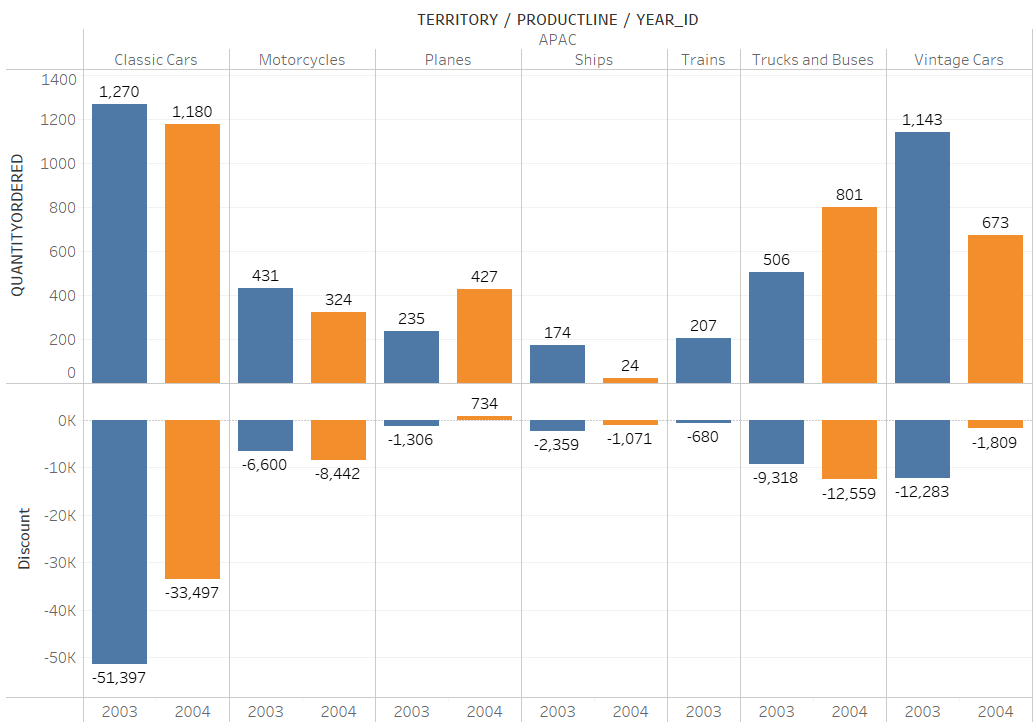 TERRITORY / PRODUCTLINE / YEAR_ID
APAC
Classic Cars Motorcycles Planes Ships Trains Trucks and Buses Vintage Cars
QUANTITYORDERED
1400
1200
1000
800
600
400
200
0
1,270
1,180
431
324
235
427
174
24
207
506
801
1,143
673
Discount
0K
-10K
-20K
-30K
-40K
-50K
-51,397
-33,497
-6,600
-8,442
-1,306
734
-2,359
-1,071
-680
-9,318
-12,559
-12,283
-1,809
2003 2004 2003 2004 2003 2004 2003 2004 2003 2003 2004 2003 2004